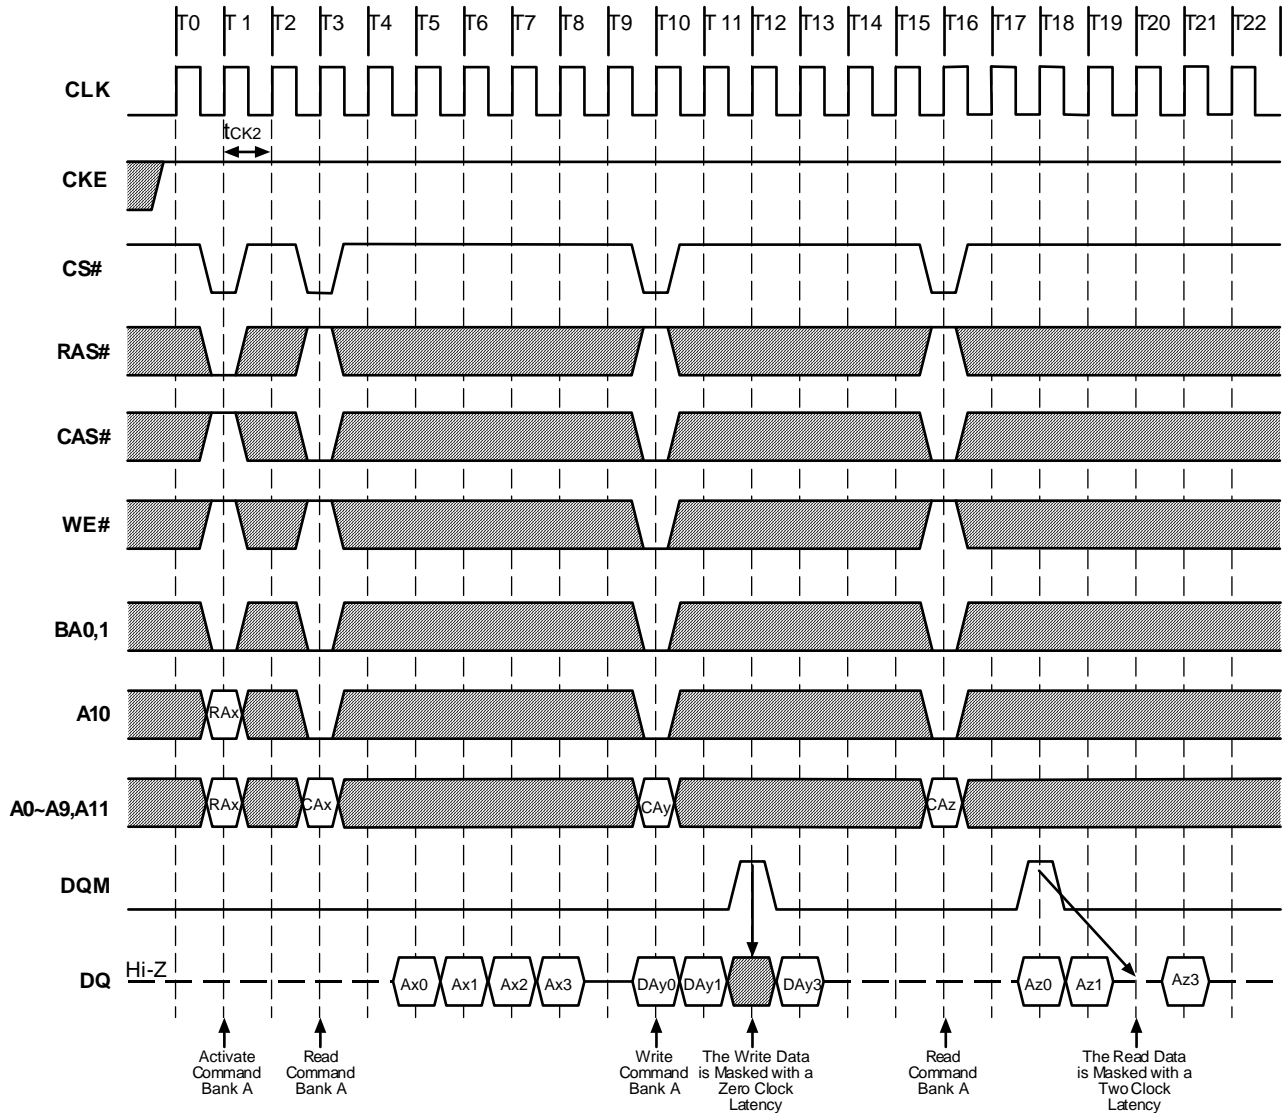 T0 T 1 T2 T3 T4 T5 T6 T7 T8 T9 T10 T 11 T12 T13 T14 T15 T16 T17 T18 T19 T20 T21 T22
CLK
tCK2
CKE
CS#
RAS#
CAS#
WE#
BA0,1
A10 RAx
A0~A9,A11 RAx CAx CAy CAz
DQM
DQ Hi-Z Ax0 Ax1 Ax2 Ax3 DAy0 DAy1 DAy3 Az0 Az1 Az3
Activate
Command
Bank A
Read
Command
Bank A
Write
Command
Bank A
The Write Data
is Masked with a
Zero Clock
Latency
Read
Command
Bank A
The Read Data
is Masked with a
Two Clock
Latency